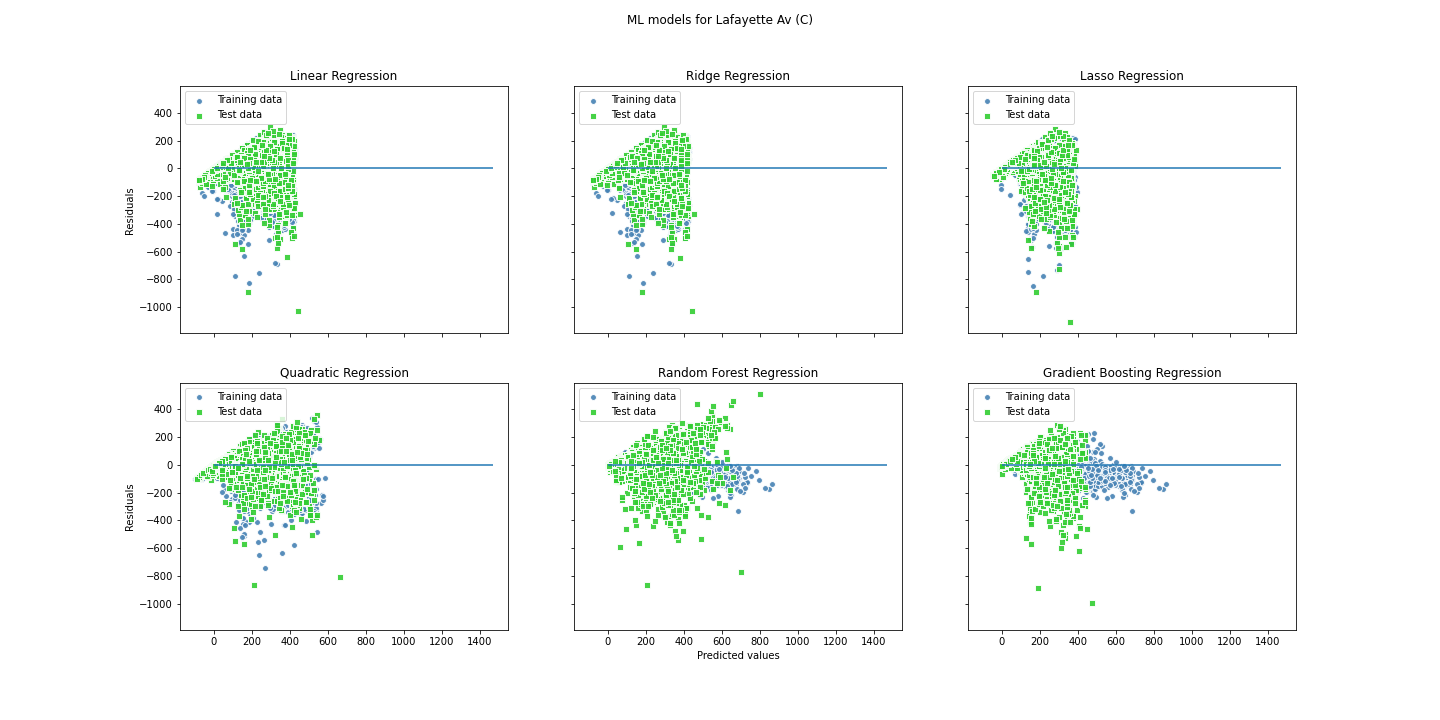 ML models for Lafayette Av (C)
Linear Regression
Training data
Test data
400
200
0
−200
−400
−600
−800
−1000
Residuals
Ridge Regression
Training data
Test data
Lasso Regression
Training data
Test data
Quadratic Regression
Training data
Test data
400
200
0
−200
−400
−600
−800
−1000
Residuals
0 200 400 600 800 1000 1200 1400
Random Forest Regression
Training data
Test data
0 200 400 600 800 1000 1200 1400
Predicted values
Gradient Boosting Regression
Training data
Test data
0 200 400 600 800 1000 1200 1400